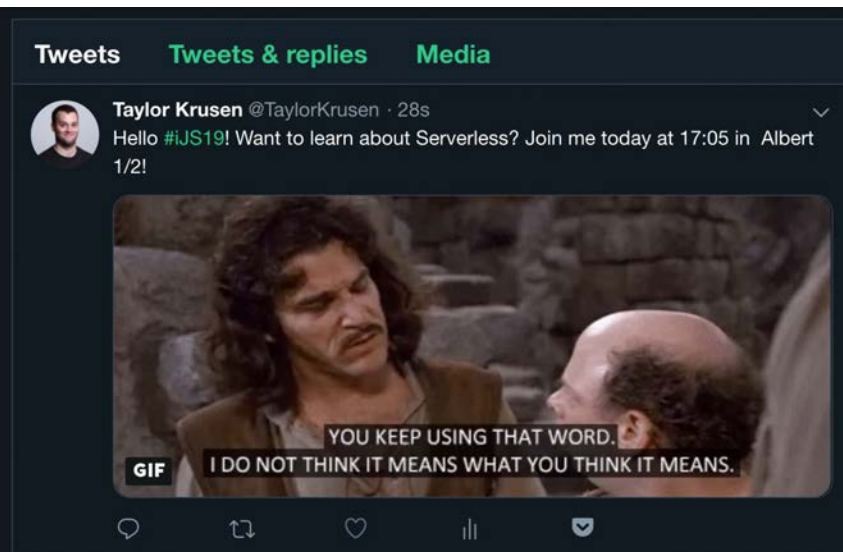 Tweets Tweets & replies Media
Taylor Krusen @TaylorKrusen · 28s
Hello #iJS19! Want to learn about Serverless? Join me today at 17:05 in Albert
1/2!
YOU KEEP USING THAT WORD.
I DO NOT THINK IT MEANS WHAT YOU THINK IT MEANS.
GIF